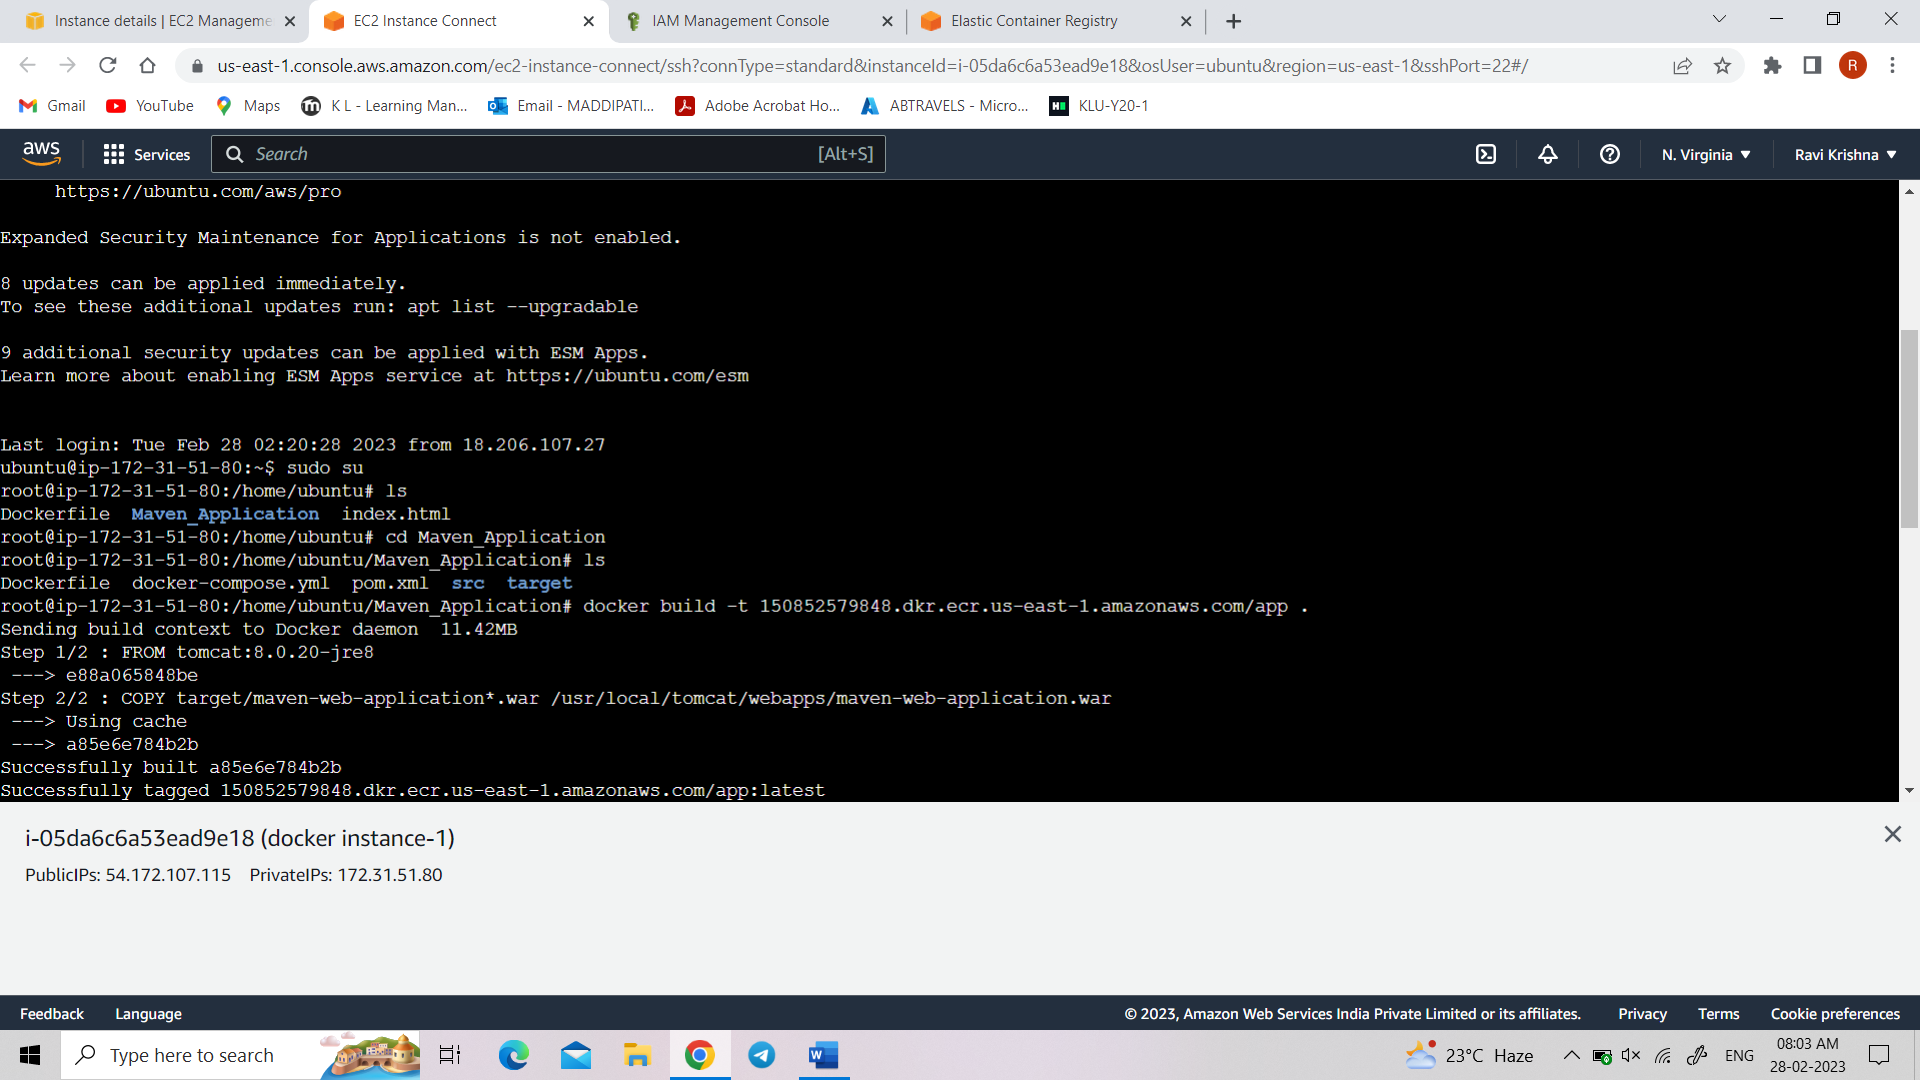 Instance details | EC2 Manageme
EC2 Instance Connect
IAM Management Console
Elastic Container Registry
us-east-1.console.aws.amazon.com/ec2-instance-connect/ssh?connType=standard&instanceId=i-05da6c6a53ead9e18&osUser=ubuntu&region=us-east-1&sshPort=22#/
R
Gmail
YouTube
Maps
K L - Learning Man...
Email - MADDIPATI...
Adobe Acrobat Ho...
ABTRAVELS - Micro...
KLU-Y20-1
aws
Services
Search
[Alt+S]
N. Virginia
Ravi Krishna
https://ubuntu.com/aws/pro
Expanded Security Maintenance for Applications is not enabled.
8 updates can be applied immediately.
To see these additional updates run: apt list --upgradable
9 additional security updates can be applied with ESM Apps.
Learn more about enabling ESM Apps service at https://ubuntu.com/esm
Last login: Tue Feb 28 02:20:28 2023 from 18.206.107.27
ubuntu@ip-172-31-51-80:~$ sudo su
root@ip-172-31-51-80:/home/ubuntu# ls
Dockerfile  Maven_Application  index.html
root@ip-172-31-51-80:/home/ubuntu# cd Maven_Application
root@ip-172-31-51-80:/home/ubuntu/Maven_Application# ls
Dockerfile  docker-compose.yml  pom.xml  src  target
root@ip-172-31-51-80:/home/ubuntu/Maven_Application# docker build -t 150852579848.dkr.ecr.us-east-1.amazonaws.com/app .
Sending build context to Docker daemon  11.42MB
Step 1/2 : FROM tomcat:8.0.20-jre8
 ---> e88a065848be
Step 2/2 : COPY target/maven-web-application*.war /usr/local/tomcat/webapps/maven-web-application.war
 ---> Using cache
 ---> a85e6e784b2b
Successfully built a85e6e784b2b
Successfully tagged 150852579848.dkr.ecr.us-east-1.amazonaws.com/app:latest
i-05da6c6a53ead9e18 (docker instance-1)
PublicIPs: 54.172.107.115    PrivateIPs: 172.31.51.80
Feedback
Language
© 2023, Amazon Web Services India Private Limited or its affiliates.
Privacy
Terms
Cookie preferences
Type here to search
23°C  Haze
ENG
08:03 AM
28-02-2023